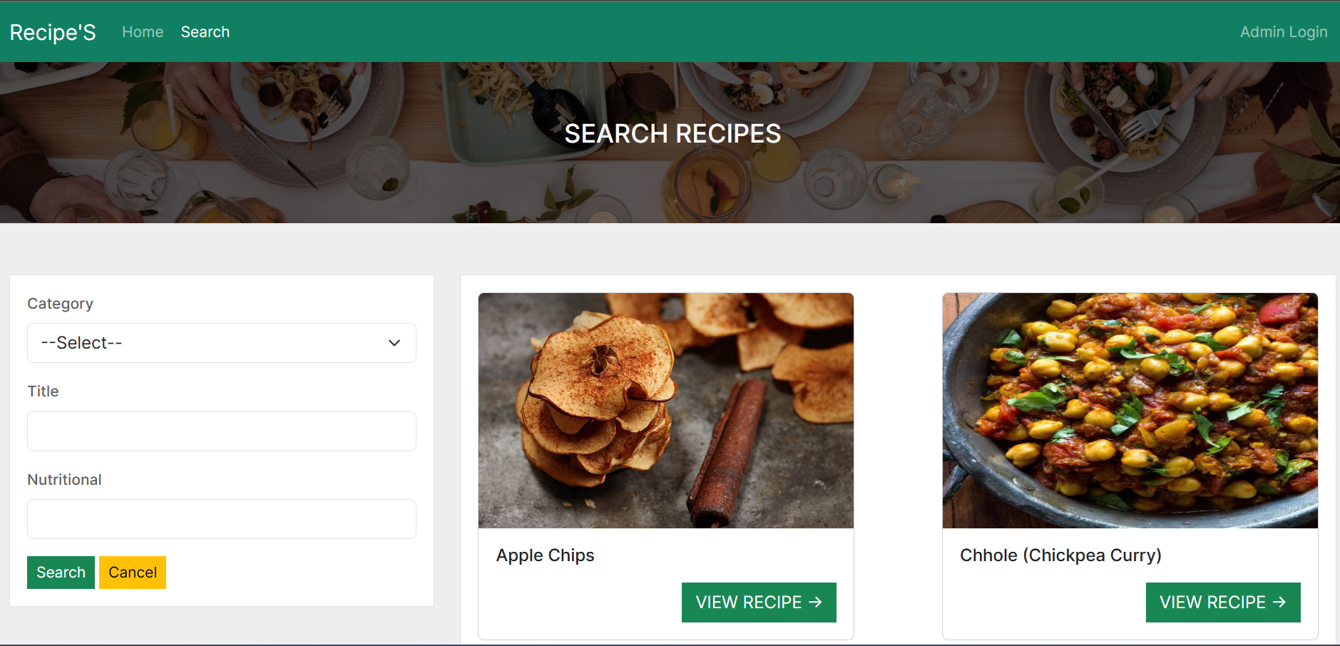 Recipe'S Home Search Admin Login
SEARCH RECIPES
Category
--Select--
Title
Nutritional
Search Cancel
Apple Chips
VIEW RECIPE →
Chhole (Chickpea Curry)
VIEW RECIPE →